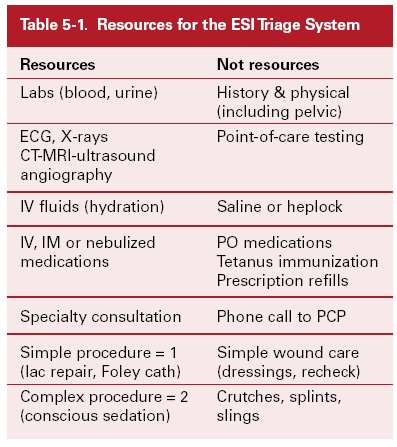 Table 5-1. Resources for the ESI Triage System
Resources Not resources
Labs (blood, urine) History & physical
(including pelvic)
ECG, X-rays Point-of-care testing
CT-MRI-ultrasound
angiography
IV fluids (hydration) Saline or heplock
IV, IM or nebulized PO medications
medications Tetanus immunization
Prescription refills
Specialty consultation Phone call to PCP
Simple procedure = 1 Simple wound care
(lac repair, Foley cath) (dressings, recheck)
Complex procedure = 2 Crutches, splints,
(conscious sedation) slings